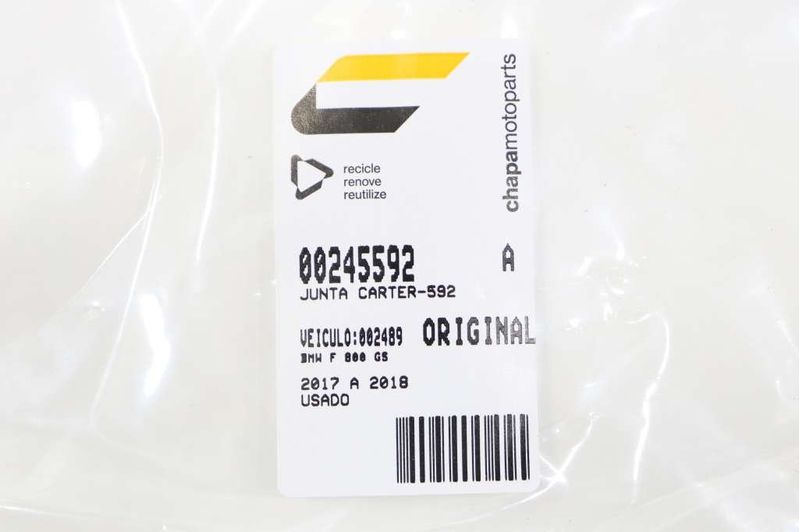 chapamotoparts
recicle
renove
reutilize
00245592 A
JUNTA CARTER-592
VEICULO:002489 ORIGINAL
BMW F 800 GS
2017 A 2018
USADO